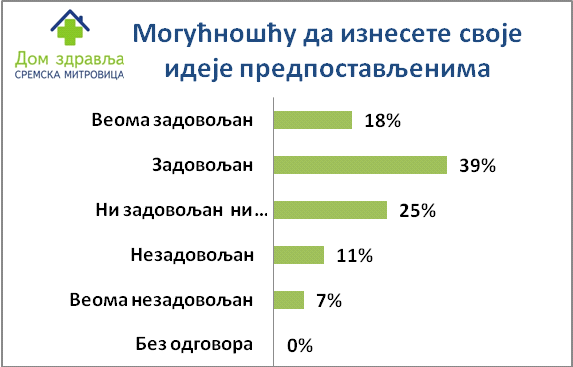 Дом здравља
СРЕМСКА МИТРОВИЦА
Могућношћу да изнесете своје
идеје предпостављенима
Веома задовољан 18%
Задовољан 39%
Ни задовољан ни ... 25%
Незадовољан 11%
Веома незадовољан 7%
Без одговора 0%